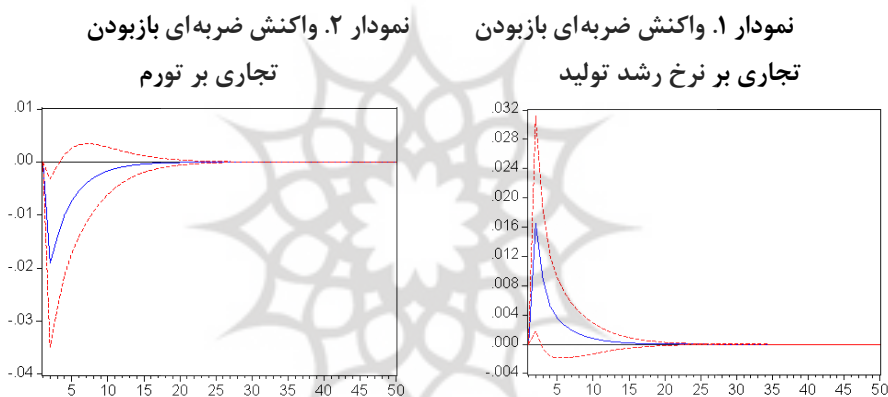 نمودار ۱. واکنش ضربه‌ای بازبودن
تجاری بر نرخ رشد تولید
.032
.028
.024
.020
.016
.012
.008
.004
.000
-.004
5 10 15 20 25 30 35 40 45 50
نمودار ۲. واکنش ضربه‌ای بازبودن
تجاری بر تورم
.01
.00
-.01
-.02
-.03
-.04
5 10 15 20 25 30 35 40 45 50